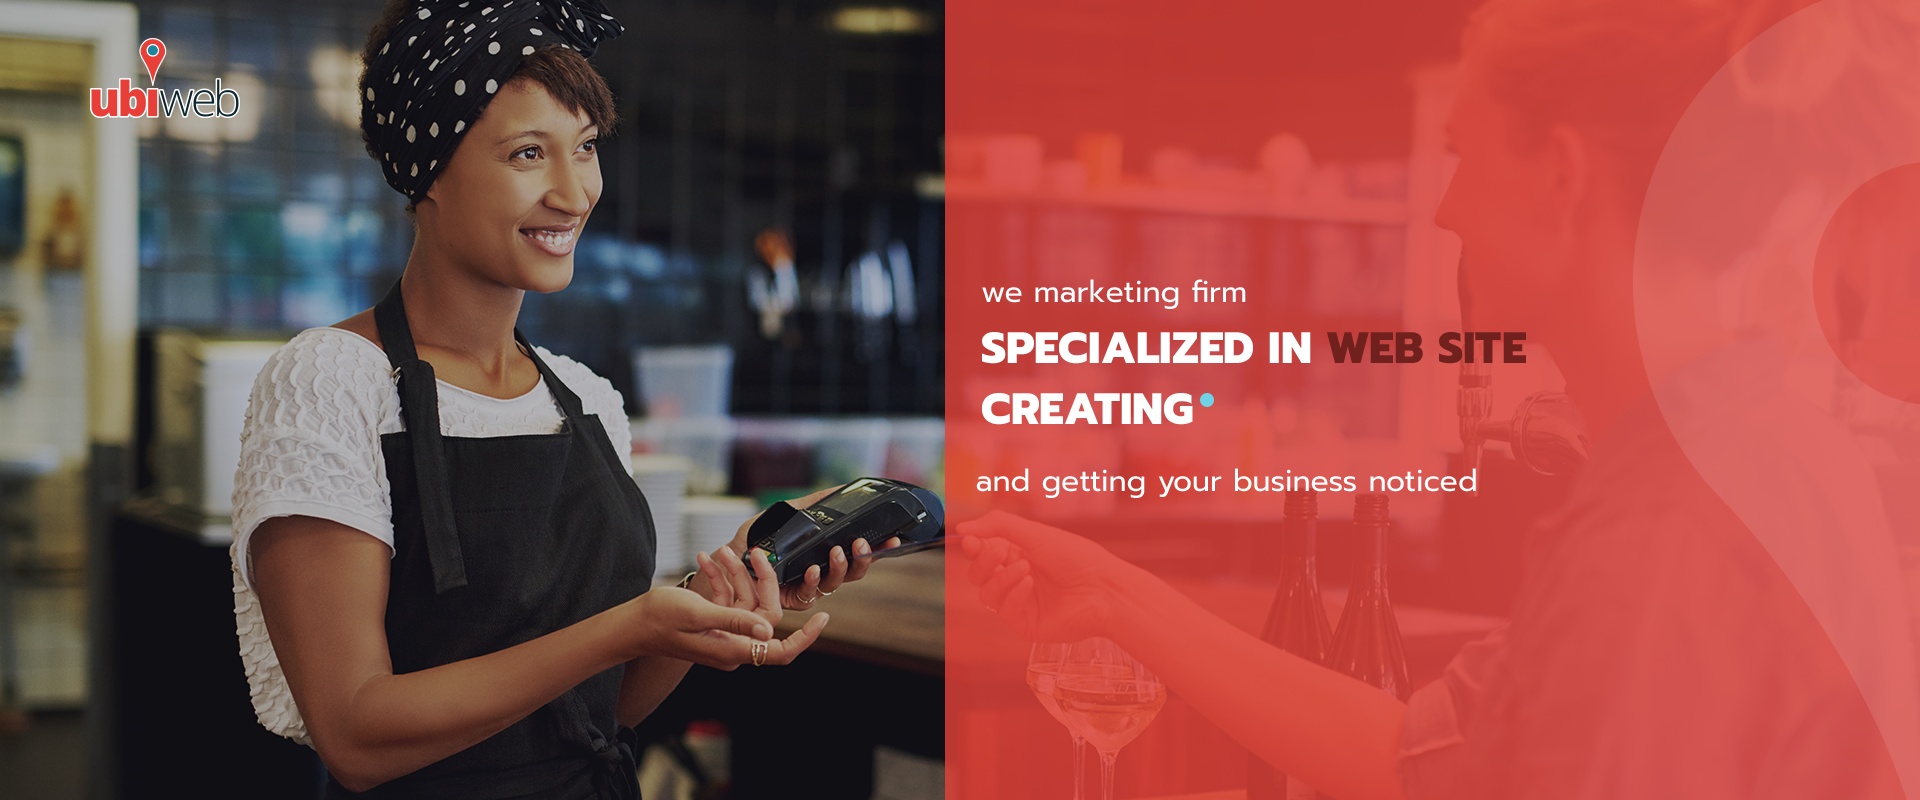 ubiweb
we marketing firm
SPECIALIZED IN WEB SITE
CREATING
and getting your business noticed